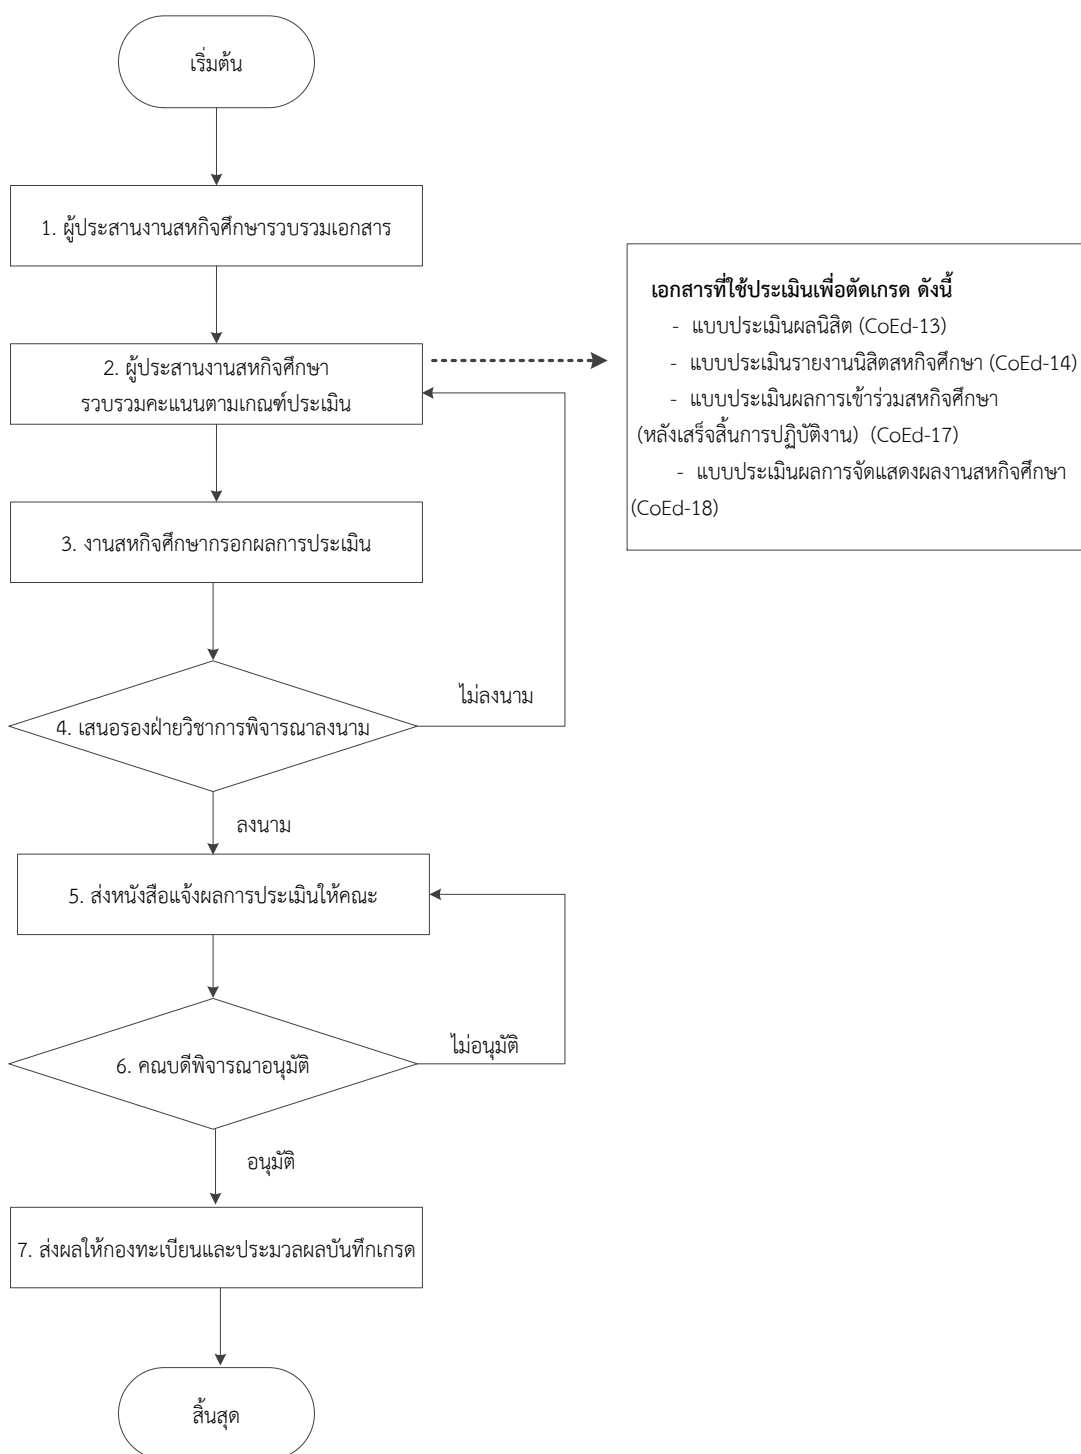 เริ่มต้น
1. ผู้ประสานงานสหกิจศึกษารวบรวมเอกสาร
2. ผู้ประสานงานสหกิจศึกษา
รวบรวมคะแนนตามเกณฑ์ประเมิน
เอกสารที่ใช้ประเมินเพื่อตัดเกรด ดังนี้
- แบบประเมินผลนิสิต (CoEd-13)
- แบบประเมินรายงานนิสิตสหกิจศึกษา (CoEd-14)
- แบบประเมินผลการเข้าร่วมสหกิจศึกษา
(หลังเสร็จสิ้นการปฏิบัติงาน) (CoEd-17)
- แบบประเมินผลการจัดแสดงผลงานสหกิจศึกษา
(CoEd-18)
3. งานสหกิจศึกษากรอกผลการประเมิน
ไม่ลงนาม
4. เสนอรองฝ่ายวิชาการพิจารณาลงนาม
ลงนาม
5. ส่งหนังสือแจ้งผลการประเมินให้คณะ
ไม่อนุมัติ
6. คณบดีพิจารณาอนุมัติ
อนุมัติ
7. ส่งผลให้กองทะเบียนและประมวลผลบันทึกเกรด
สิ้นสุด